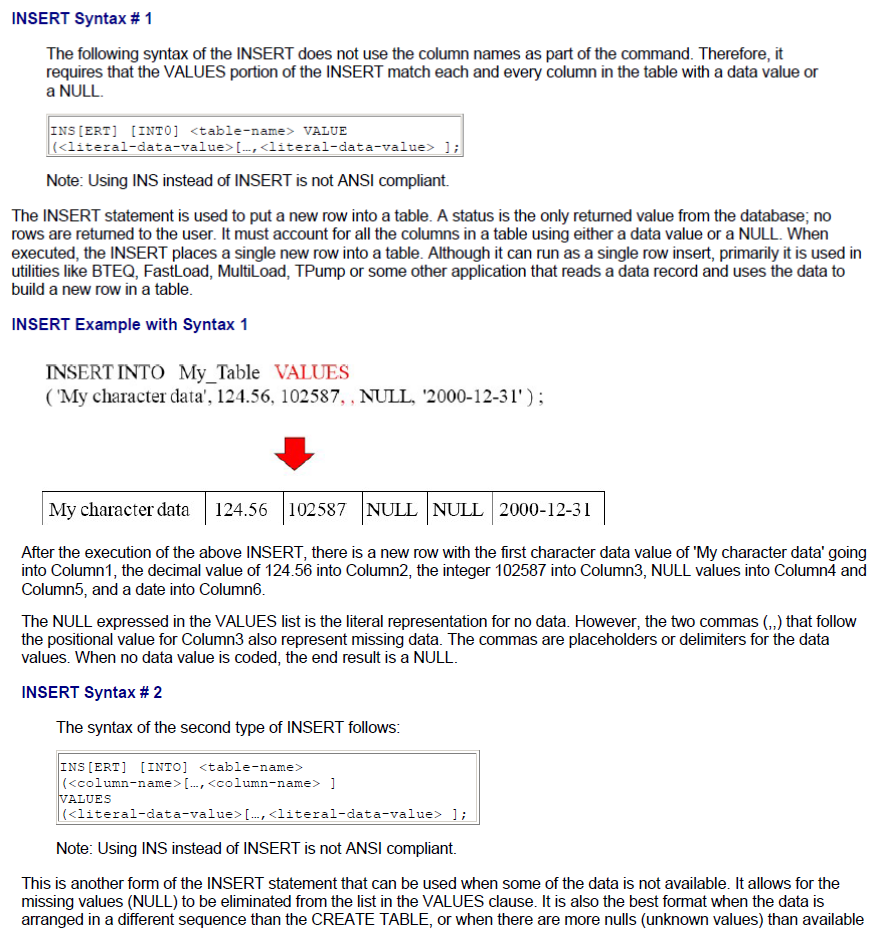 INSERT Syntax # 1
The following syntax of the INSERT does not use the column names as part of the command. Therefore, it
requires that the VALUES portion of the INSERT match each and every column in the table with a data value or
a NULL.
INS[ERT] [INTO] <table-name> VALUE
(<literal-data-value>[…,<literal-data-value> ];
Note: Using INS instead of INSERT is not ANSI compliant.
The INSERT statement is used to put a new row into a table. A status is the only returned value from the database; no
rows are returned to the user. It must account for all the columns in a table using either a data value or a NULL. When
executed, the INSERT places a single new row into a table. Although it can run as a single row insert, primarily it is used in
utilities like BTEQ, FastLoad, MultiLoad, TPump or some other application that reads a data record and uses the data to
build a new row in a table.
INSERT Example with Syntax 1
INSERT INTO My_Table VALUES
( 'My character data', 124.56, 102587, , NULL, '2000-12-31' ) ;
My character data 124.56 102587 NULL NULL 2000-12-31
After the execution of the above INSERT, there is a new row with the first character data value of 'My character data' going
into Column1, the decimal value of 124.56 into Column2, the integer 102587 into Column3, NULL values into Column4 and
Column5, and a date into Column6.
The NULL expressed in the VALUES list is the literal representation for no data. However, the two commas (,,) that follow
the positional value for Column3 also represent missing data. The commas are placeholders or delimiters for the data
values. When no data value is coded, the end result is a NULL.
INSERT Syntax # 2
The syntax of the second type of INSERT follows:
INS[ERT] [INTO] <table-name>
(<column-name>[…,<column-name> ]
VALUES
(<literal-data-value>[…,<literal-data-value> ];
Note: Using INS instead of INSERT is not ANSI compliant.
This is another form of the INSERT statement that can be used when some of the data is not available. It allows for the
missing values (NULL) to be eliminated from the list in the VALUES clause. It is also the best format when the data is
arranged in a different sequence than the CREATE TABLE, or when there are more nulls (unknown values) than available